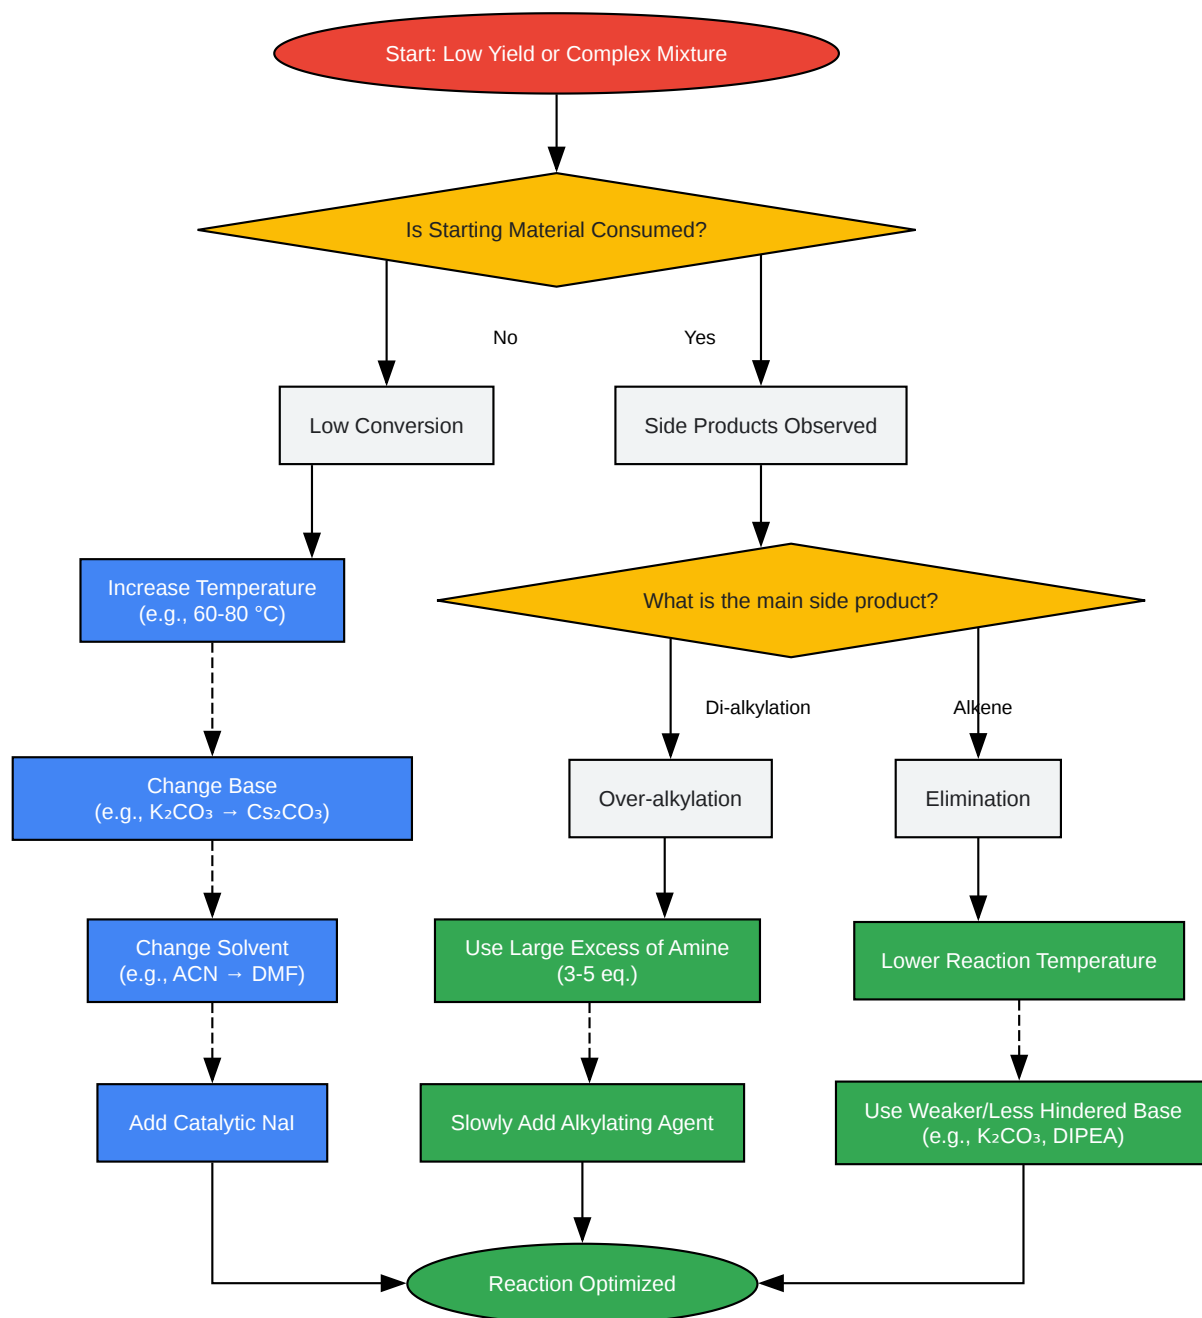 Start: Low Yield or Complex Mixture
Is Starting Material Consumed?
No
Yes
Low Conversion
Side Products Observed
Increase Temperature
(e.g., 60-80 °C)
What is the main side product?
Di-alkylation
Alkene
Change Base
(e.g., K₂CO₃ → Cs₂CO₃)
Over-alkylation
Elimination
Change Solvent
(e.g., ACN → DMF)
Use Large Excess of Amine
(3-5 eq.)
Lower Reaction Temperature
Add Catalytic NaI
Slowly Add Alkylating Agent
Use Weaker/Less Hindered Base
(e.g., K₂CO₃, DIPEA)
Reaction Optimized